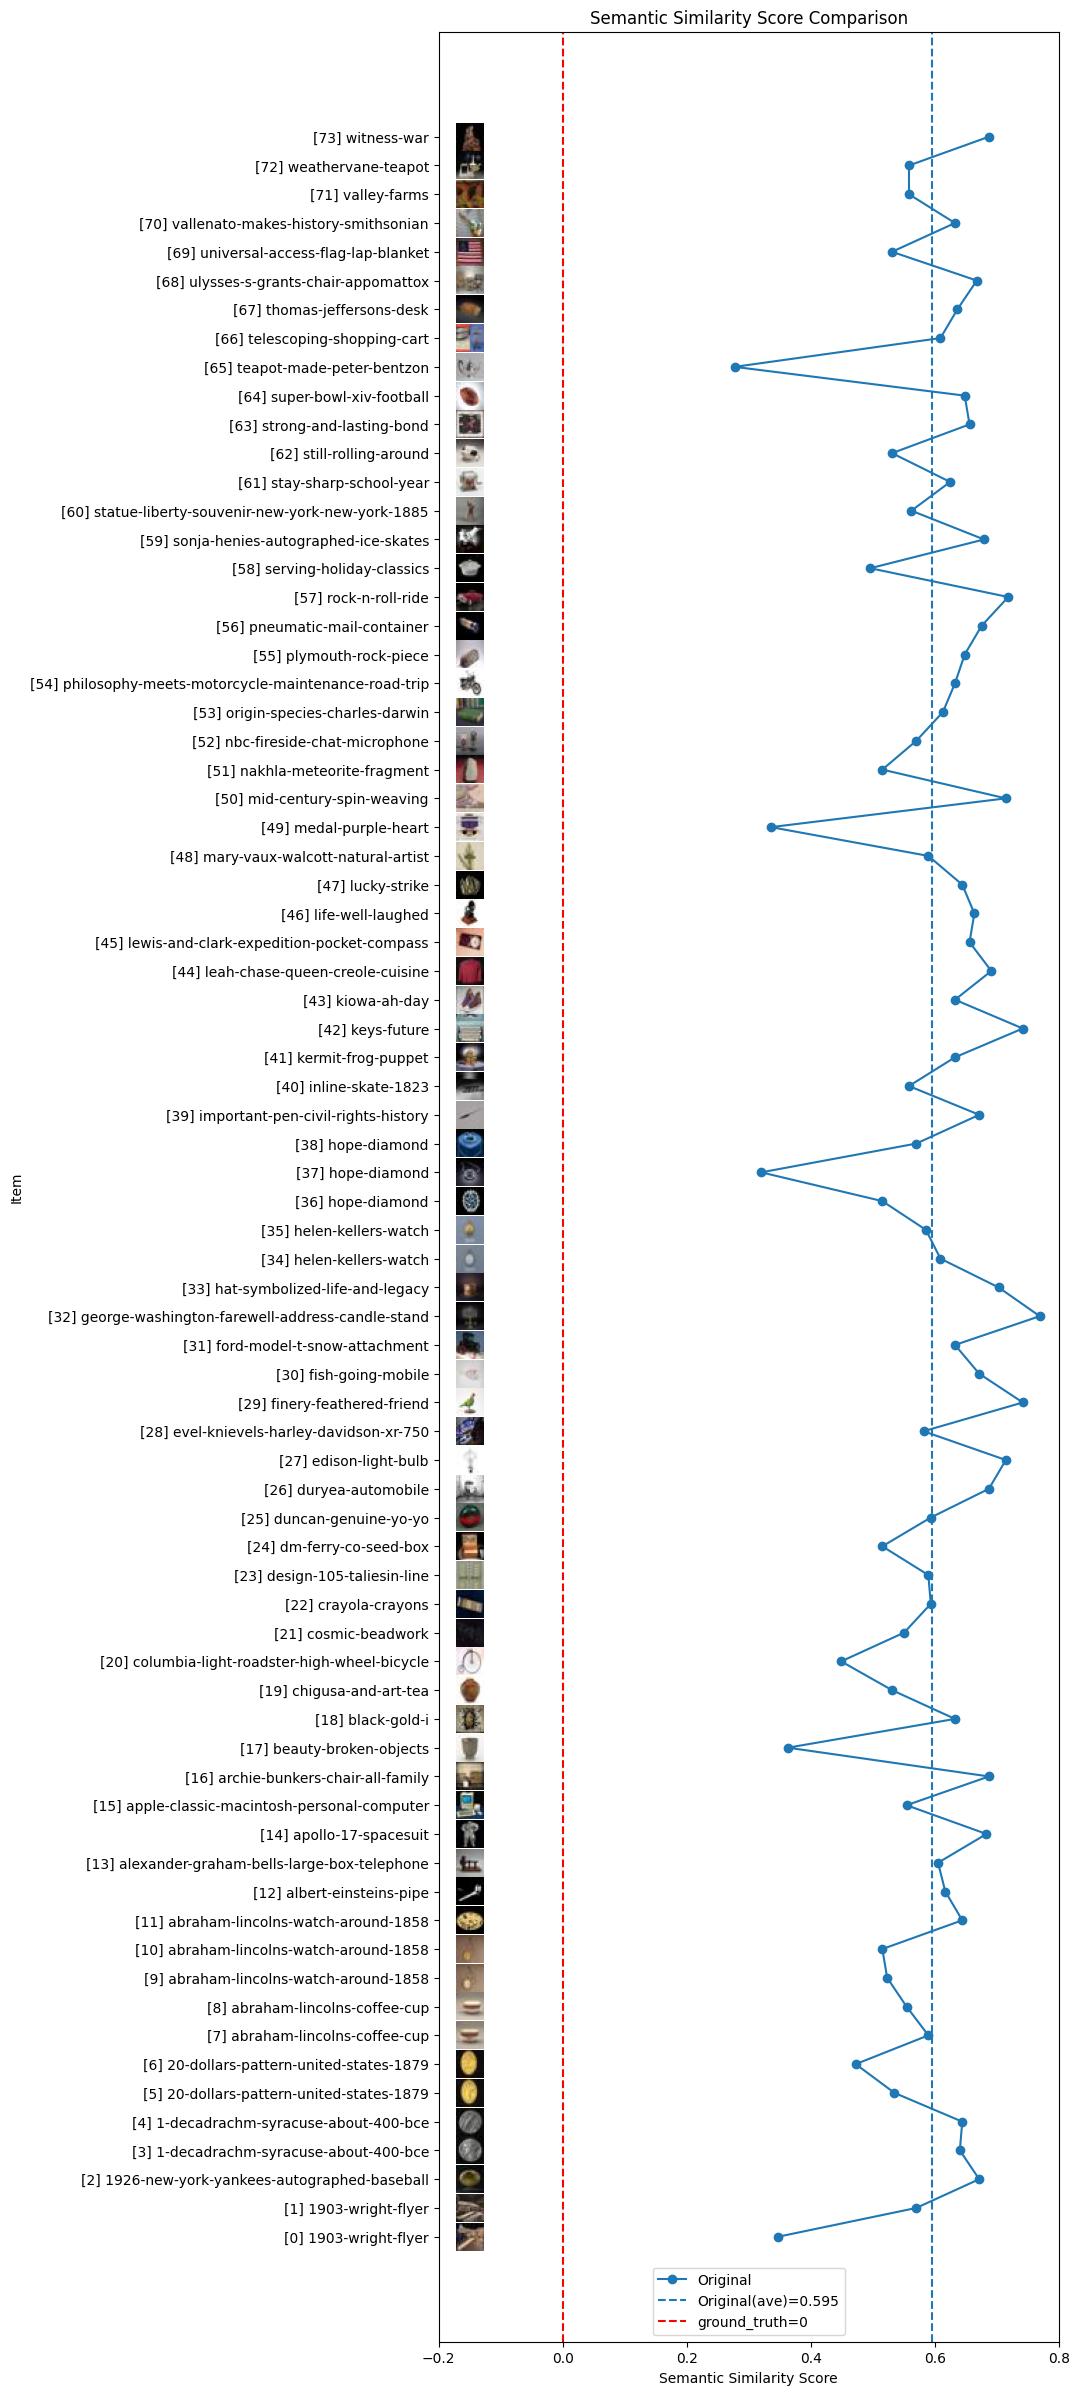 Semantic Similarity Score Comparison
[73] witness-war
[72] weathervane-teapot
[71] valley-farms
[70] vallenato-makes-history-smithsonian
[69] universal-access-flag-lap-blanket
[68] ulysses-s-grants-chair-appomattox
[67] thomas-jeffersons-desk
[66] telescoping-shopping-cart
[65] teapot-made-peter-bentzon
[64] super-bowl-xiv-football
[63] strong-and-lasting-bond
[62] still-rolling-around
[61] stay-sharp-school-year
[60] statue-liberty-souvenir-new-york-new-york-1885
[59] sonja-henies-autographed-ice-skates
[58] serving-holiday-classics
[57] rock-n-roll-ride
[56] pneumatic-mail-container
[55] plymouth-rock-piece
[54] philosophy-meets-motorcycle-maintenance-road-trip
[53] origin-species-charles-darwin
[52] nbc-fireside-chat-microphone
[51] nakhla-meteorite-fragment
[50] mid-century-spin-weaving
[49] medal-purple-heart
[48] mary-vaux-walcott-natural-artist
[47] lucky-strike
[46] life-well-laughed
[45] lewis-and-clark-expedition-pocket-compass
[44] leah-chase-queen-creole-cuisine
[43] kiowa-ah-day
[42] keys-future
[41] kermit-frog-puppet
[40] inline-skate-1823
[39] important-pen-civil-rights-history
[38] hope-diamond
[37] hope-diamond
[36] hope-diamond
[35] helen-kellers-watch
[34] helen-kellers-watch
[33] hat-symbolized-life-and-legacy
[32] george-washington-farewell-address-candle-stand
[31] ford-model-t-snow-attachment
[30] fish-going-mobile
[29] finery-feathered-friend
[28] evel-knievels-harley-davidson-xr-750
[27] edison-light-bulb
[26] duryea-automobile
[25] duncan-genuine-yo-yo
[24] dm-ferry-co-seed-box
[23] design-105-taliesin-line
[22] crayola-crayons
[21] cosmic-beadwork
[20] columbia-light-roadster-high-wheel-bicycle
[19] chigusa-and-art-tea
[18] black-gold-i
[17] beauty-broken-objects
[16] archie-bunkers-chair-all-family
[15] apple-classic-macintosh-personal-computer
[14] apollo-17-spacesuit
[13] alexander-graham-bells-large-box-telephone
[12] albert-einsteins-pipe
[11] abraham-lincolns-watch-around-1858
[10] abraham-lincolns-watch-around-1858
[9] abraham-lincolns-watch-around-1858
[8] abraham-lincolns-coffee-cup
[7] abraham-lincolns-coffee-cup
[6] 20-dollars-pattern-united-states-1879
[5] 20-dollars-pattern-united-states-1879
[4] 1-decadrachm-syracuse-about-400-bce
[3] 1-decadrachm-syracuse-about-400-bce
[2] 1926-new-york-yankees-autographed-baseball
[1] 1903-wright-flyer
[0] 1903-wright-flyer
Item
Original
Original(ave)=0.595
ground_truth=0
−0.2 0.0 0.2 0.4 0.6 0.8
Semantic Similarity Score